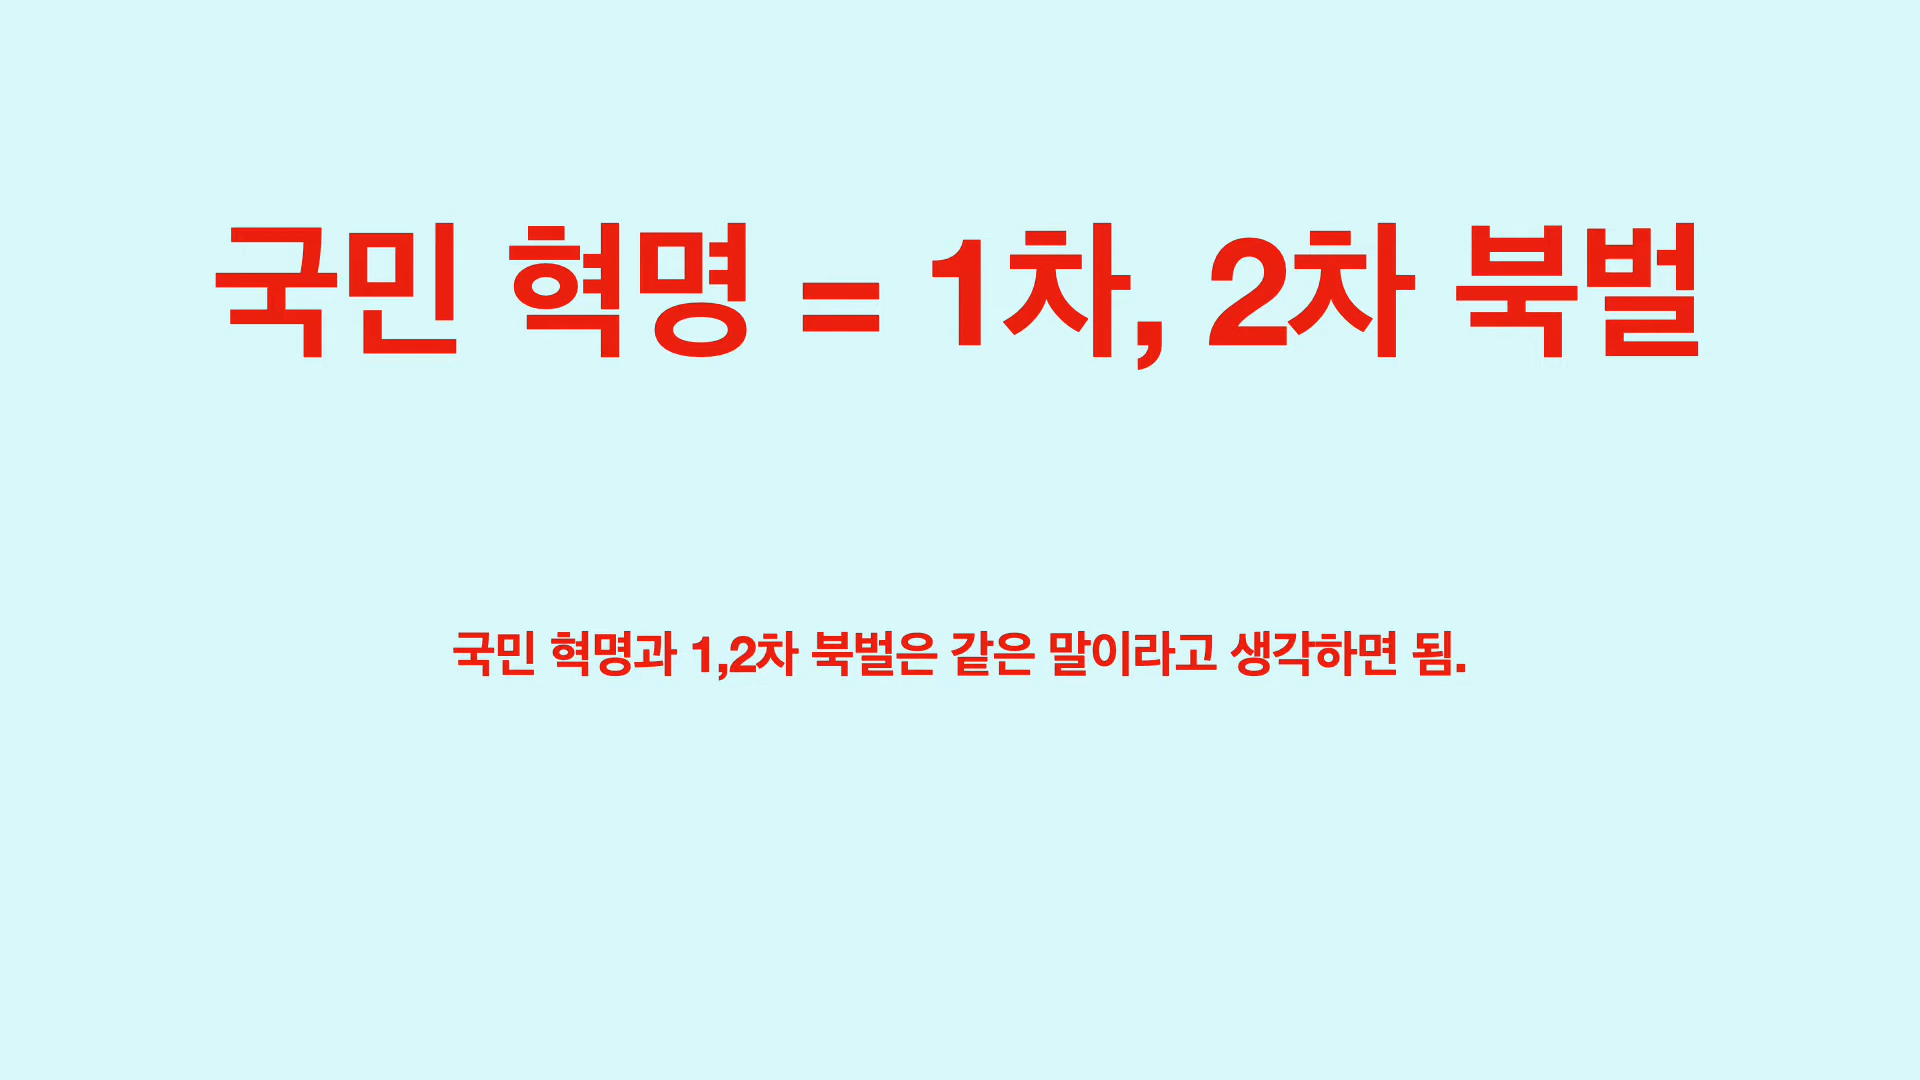 국민 혁명 = 1차, 2차 북벌
국민 혁명과 1,2차 북벌은 같은 말이라고 생각하면 됨.